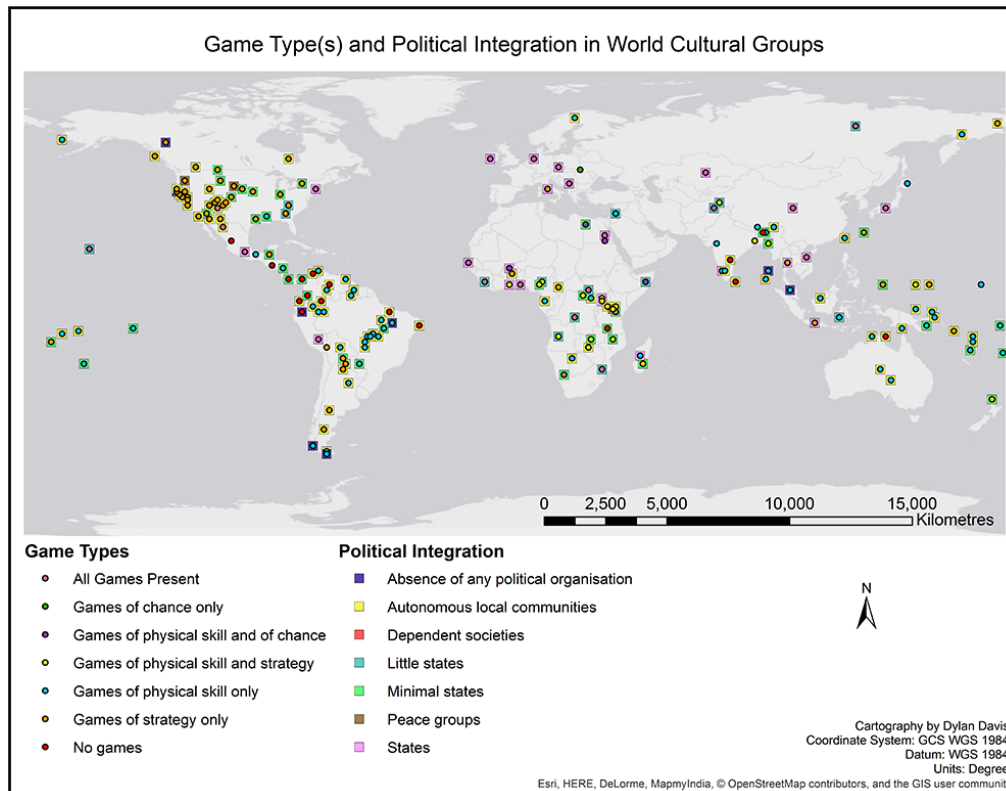 Game Type(s) and Political Integration in World Cultural Groups
0 2,500 5,000 10,000 15,000
Kilometres
Game Types
All Games Present
Games of chance only
Games of physical skill and of chance
Games of physical skill and strategy
Games of physical skill only
Games of strategy only
No games
Political Integration
Absence of any political organisation
Autonomous local communities
Dependent societies
Little states
Minimal states
Peace groups
States
N
Cartography by Dylan Davis
Coordinate System: GCS WGS 1984
Datum: WGS 1984
Units: Degree
Esri, HERE, DeLorme, MapmyIndia, © OpenStreetMap contributors, and the GIS user communit